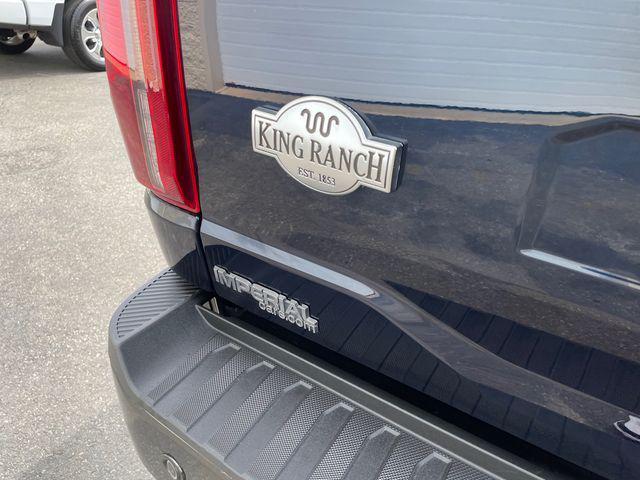 KING RANCH
EST. 1853
IMPERIAL
cars.com